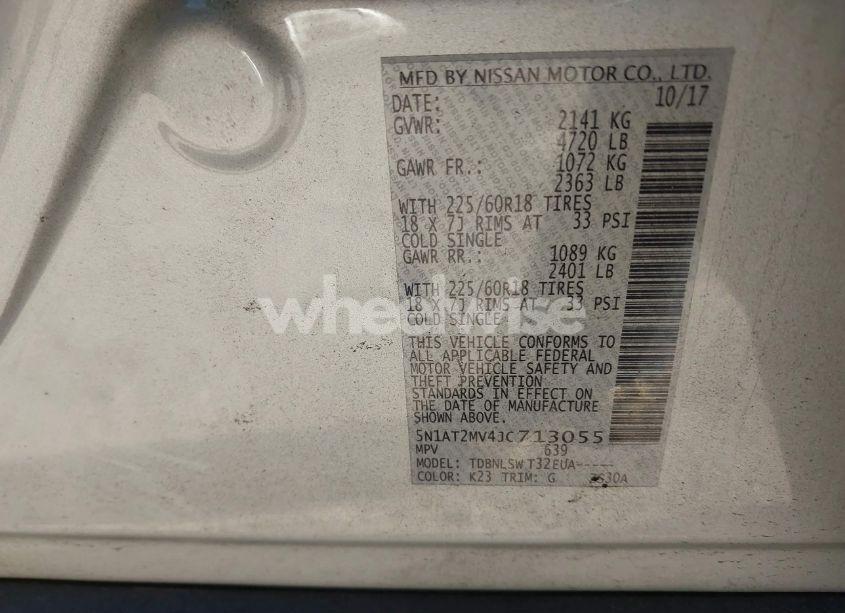 MFD BY NISSAN MOTOR CO., LTD.
DATE: 10/17
GVWR: 2141 KG
4720 LB
GAWR FR.: 1072 KG
2363 LB
WITH 225/60R18 TIRES
18 X 7J RIMS AT 33 PSI
COLD SINGLE
GAWR RR.: 1089 KG
2401 LB
WITH 225/60R18 TIRES
18 X 7J RIMS AT 33 PSI
COLD SINGLE
wheelwise
THIS VEHICLE CONFORMS TO
ALL APPLICABLE FEDERAL
MOTOR VEHICLE SAFETY AND
THEFT PREVENTION
STANDARDS IN EFFECT ON
THE DATE OF MANUFACTURE
SHOWN ABOVE.
5N1AT2MV4JC713055
MPV 639
MODEL: TDBNLSW T32EUA-----
COLOR: K23 TRIM: G